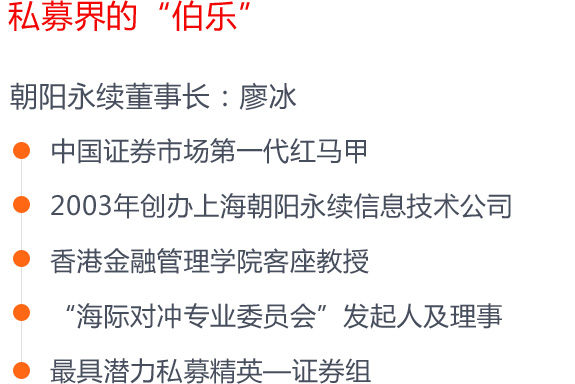 私募界的“伯乐”
朝阳永续董事长：廖冰
中国证券市场第一代红马甲
2003年创办上海朝阳永续信息技术公司
香港金融管理学院客座教授
“海际对冲专业委员会”发起人及理事
最具潜力私募精英—证券组